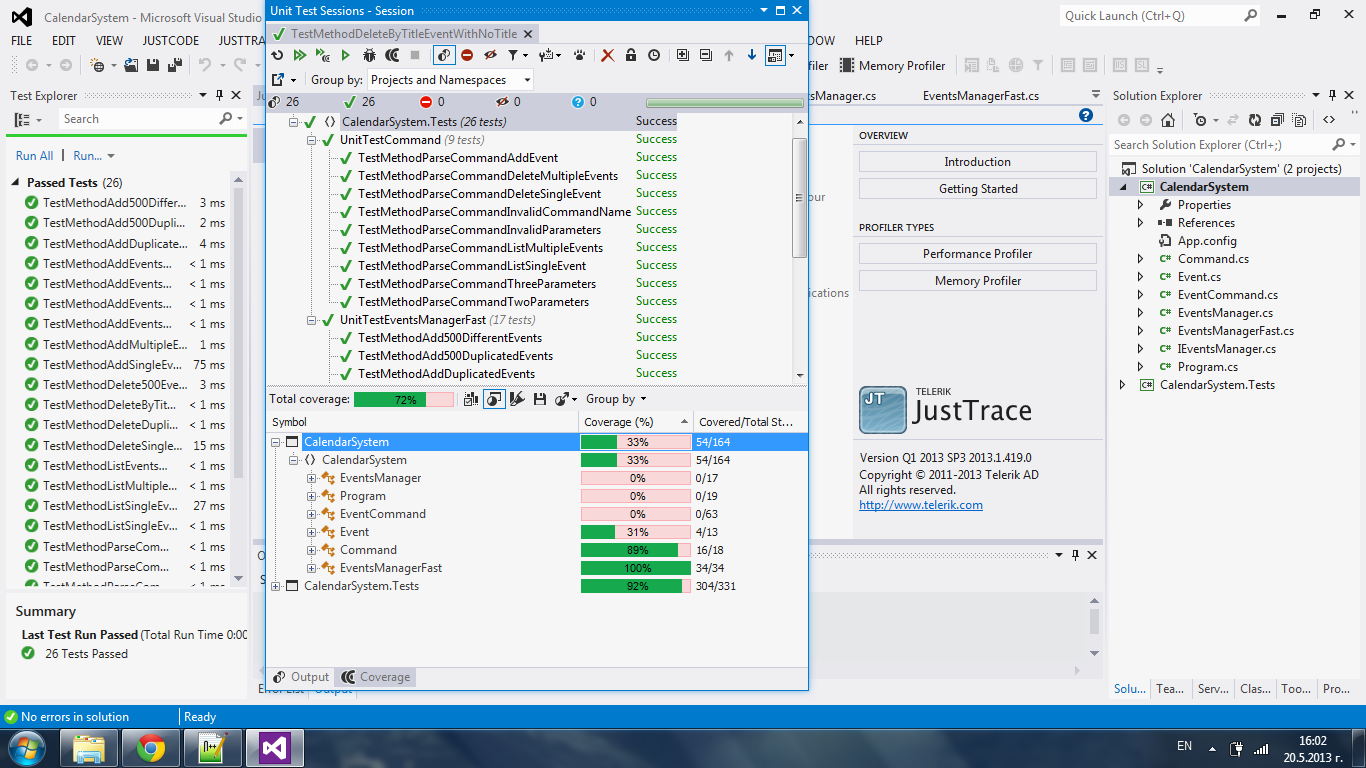 CalendarSystem - Microsoft Visual Studio
Quick Launch (Ctrl+Q)
FILE EDIT VIEW JUSTCODE JUSTTRA
DOW HELP
filer Memory Profiler
Test Explorer
Search
Run All | Run...
Passed Tests (26)
TestMethodAdd500Differ... 3 ms
TestMethodAdd500Dupli... 2 ms
TestMethodAddDuplicate... 4 ms
TestMethodAddEvents... < 1 ms
TestMethodAddEvents... < 1 ms
TestMethodAddEvents... < 1 ms
TestMethodAddEvents... < 1 ms
TestMethodAddMultipleE... 1 ms
TestMethodAddSingleEv... 75 ms
TestMethodDelete500Eve... 3 ms
TestMethodDeleteByTit... < 1 ms
TestMethodDeleteDupli... < 1 ms
TestMethodDeleteSingle... 15 ms
TestMethodListEvents... < 1 ms
TestMethodListMultiple... < 1 ms
TestMethodListSingleEv... 27 ms
TestMethodListSingleEv... < 1 ms
TestMethodParseCom... < 1 ms
TestMethodParseCom... < 1 ms
TestMethodParseCom... < 1 ms
Summary
Last Test Run Passed (Total Run Time 0:00
26 Tests Passed
Unit Test Sessions - Session
TestMethodDeleteByTitleEventWithNoTitle
Group by: Projects and Namespaces
26 26 0 0 0
CalendarSystem.Tests (26 tests) Success
UnitTestCommand (9 tests) Success
TestMethodParseCommandAddEvent Success
TestMethodParseCommandDeleteMultipleEvents Success
TestMethodParseCommandDeleteSingleEvent Success
TestMethodParseCommandInvalidCommandName Success
TestMethodParseCommandInvalidParameters Success
TestMethodParseCommandListMultipleEvents Success
TestMethodParseCommandListSingleEvent Success
TestMethodParseCommandThreeParameters Success
TestMethodParseCommandTwoParameters Success
UnitTestEventsManagerFast (17 tests) Success
TestMethodAdd500DifferentEvents Success
TestMethodAdd500DuplicatedEvents Success
TestMethodAddDuplicatedEvents Success
Total coverage: 72% Group by
Symbol Coverage (%) Covered/Total St...
CalendarSystem 33% 54/164
CalendarSystem 33% 54/164
EventsManager 0% 0/17
Program 0% 0/19
EventCommand 0% 0/63
Event 31% 4/13
Command 89% 16/18
EventsManagerFast 100% 34/34
CalendarSystem.Tests 92% 304/331
Output Coverage
Error List Output
sManager.cs EventsManagerFast.cs
our
ications
OVERVIEW
Introduction
Getting Started
PROFILER TYPES
Performance Profiler
Memory Profiler
JT
TELERIK
JustTrace
Version Q1 2013 SP3 2013.1.419.0
Copyright © 2011-2013 Telerik AD
All rights reserved.
http://www.telerik.com
Solution Explorer
Search Solution Explorer (Ctrl+;)
Solution 'CalendarSystem' (2 projects)
CalendarSystem
Properties
References
App.config
Command.cs
Event.cs
EventCommand.cs
EventsManager.cs
EventsManagerFast.cs
IEventsManager.cs
Program.cs
CalendarSystem.Tests
Solu... Tea... Serv... Clas... Too... Pro...
No errors in solution Ready
EN
16:02
20.5.2013 г.